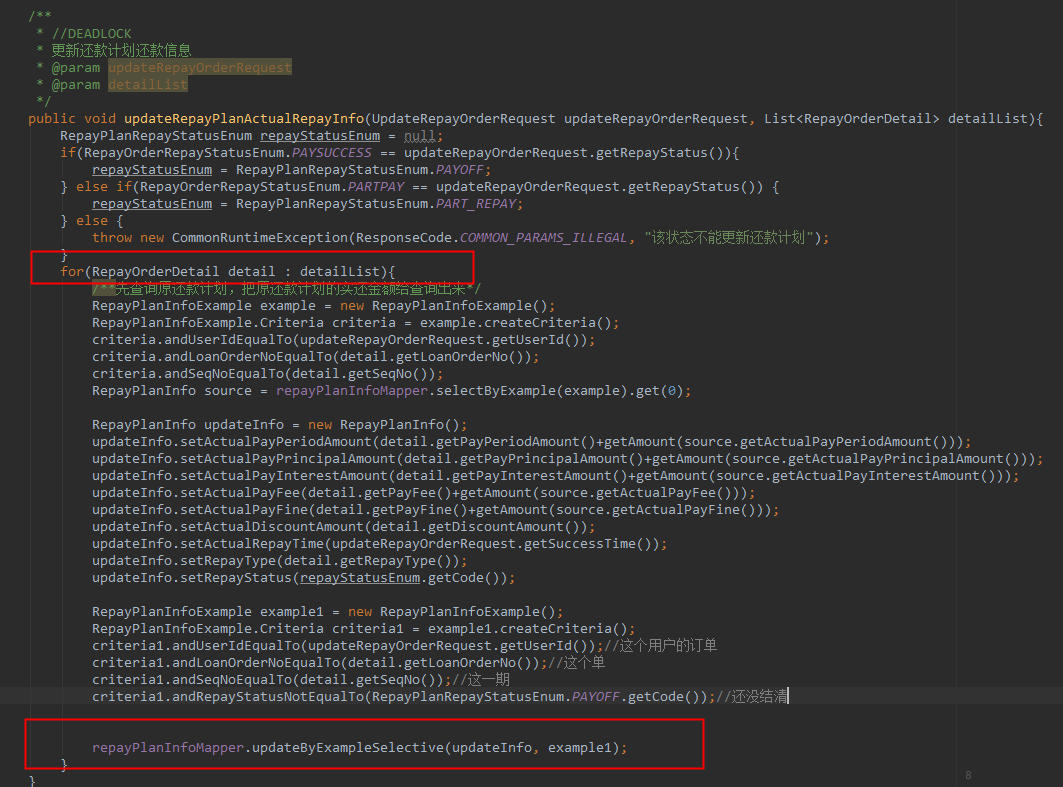 /**
* //DEADLOCK
* 更新还款计划还款信息
* @param updateRepayOrderRequest
* @param detailList
*/
public void updateRepayPlanActualRepayInfo(UpdateRepayOrderRequest updateRepayOrderRequest, List<RepayOrderDetail> detailList){
RepayPlanRepayStatusEnum repayStatusEnum = null;
if(RepayOrderRepayStatusEnum.PAYSUCCESS == updateRepayOrderRequest.getRepayStatus()){
repayStatusEnum = RepayPlanRepayStatusEnum.PAYOFF;
} else if(RepayOrderRepayStatusEnum.PARTPAY == updateRepayOrderRequest.getRepayStatus()) {
repayStatusEnum = RepayPlanRepayStatusEnum.PART_REPAY;
} else {
throw new CommonRuntimeException(ResponseCode.COMMON_PARAMS_ILLEGAL, "该状态不能更新还款计划");
}
for(RepayOrderDetail detail : detailList){
/**先查询原还款计划，把原还款计划的实还金额给查询出来*/
RepayPlanInfoExample example = new RepayPlanInfoExample();
RepayPlanInfoExample.Criteria criteria = example.createCriteria();
criteria.andUserIdEqualTo(updateRepayOrderRequest.getUserId());
criteria.andLoanOrderNoEqualTo(detail.getLoanOrderNo());
criteria.andSeqNoEqualTo(detail.getSeqNo());
RepayPlanInfo source = repayPlanInfoMapper.selectByExample(example).get(0);
RepayPlanInfo updateInfo = new RepayPlanInfo();
updateInfo.setActualPayPeriodAmount(detail.getPayPeriodAmount()+getAmount(source.getActualPayPeriodAmount()));
updateInfo.setActualPayPrincipalAmount(detail.getPayPrincipalAmount()+getAmount(source.getActualPayPrincipalAmount()));
updateInfo.setActualPayInterestAmount(detail.getPayInterestAmount()+getAmount(source.getActualPayInterestAmount()));
updateInfo.setActualPayFee(detail.getPayFee()+getAmount(source.getActualPayFee()));
updateInfo.setActualPayFine(detail.getPayFine()+getAmount(source.getActualPayFine()));
updateInfo.setActualDiscountAmount(detail.getDiscountAmount());
updateInfo.setActualRepayTime(updateRepayOrderRequest.getSuccessTime());
updateInfo.setRepayType(detail.getRepayType());
updateInfo.setRepayStatus(repayStatusEnum.getCode());
RepayPlanInfoExample example1 = new RepayPlanInfoExample();
RepayPlanInfoExample.Criteria criteria1 = example1.createCriteria();
criteria1.andUserIdEqualTo(updateRepayOrderRequest.getUserId());//这个用户的订单
criteria1.andLoanOrderNoEqualTo(detail.getLoanOrderNo());//这个单
criteria1.andSeqNoEqualTo(detail.getSeqNo());//这一期
criteria1.andRepayStatusNotEqualTo(RepayPlanRepayStatusEnum.PAYOFF.getCode());//还没结清
repayPlanInfoMapper.updateByExampleSelective(updateInfo, example1);
}
8
}